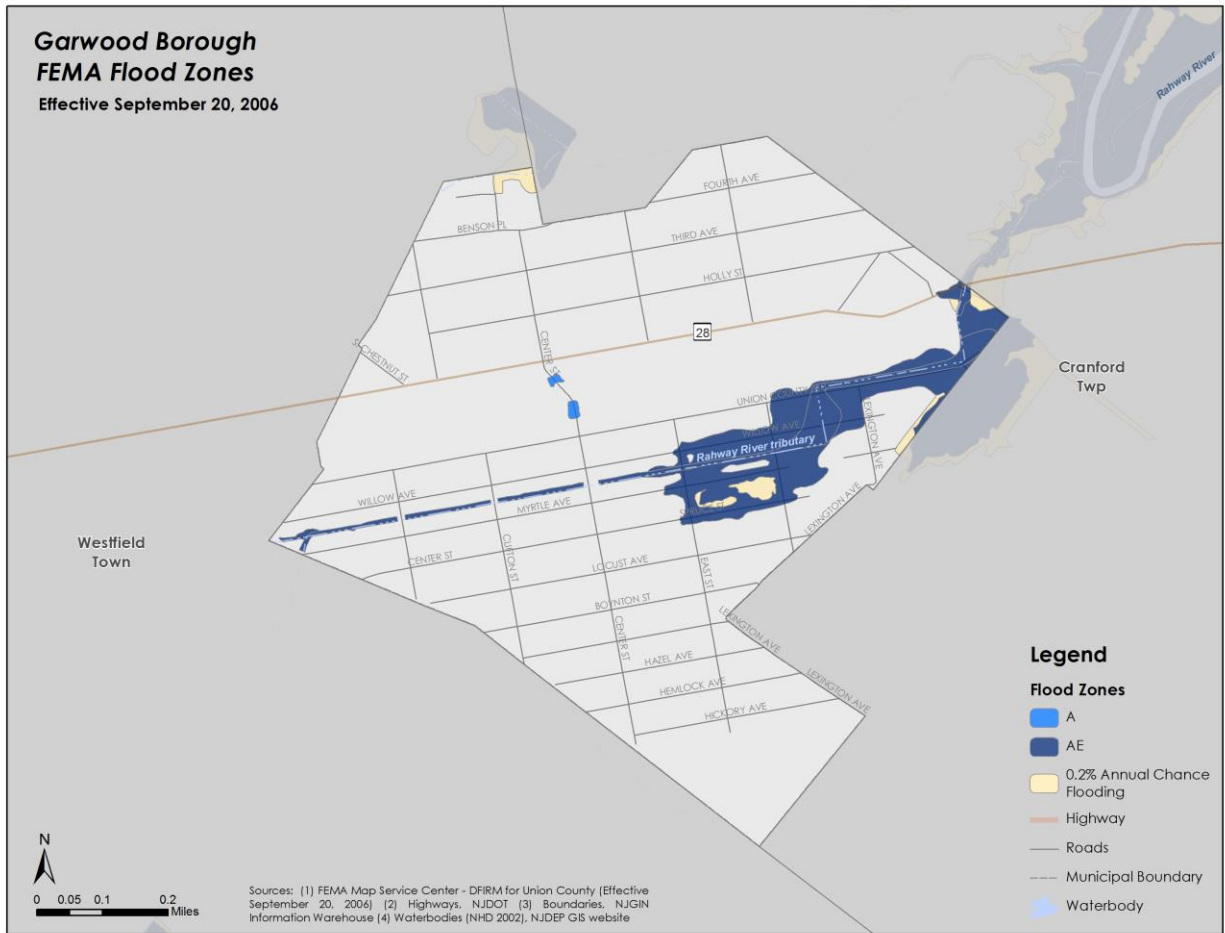 Garwood Borough
FEMA Flood Zones
Effective September 20, 2006
Rahway River
FOURTH AVE
BENSON PL
THIRD AVE
HOLLY ST
28
CENTER ST
S CHESTNUT ST
Cranford
Twp
UNION COUNTY
LEXINGTON AVE
WILLOW AVE
Rahway River tributary
WILLOW AVE
MYRTLE AVE
SPRUCE ST
LEXINGTON AVE
Westfield
Town
CENTER ST
CLIFTON ST
LOCUST AVE
EAST ST
BOYNTON ST
CENTER ST
LEXINGTON AVE
HAZEL AVE
LEXINGTON AVE
HEMLOCK AVE
HICKORY AVE
Legend
Flood Zones
A
AE
0.2% Annual Chance
Flooding
Highway
Roads
Municipal Boundary
Waterbody
N
0 0.05 0.1 0.2
Miles
Sources: (1) FEMA Map Service Center - DFIRM for Union County (Effective
September 20, 2006) (2) Highways, NJDOT (3) Boundaries, NJGIN
Information Warehouse (4) Waterbodies (NHD 2002), NJDEP GIS website